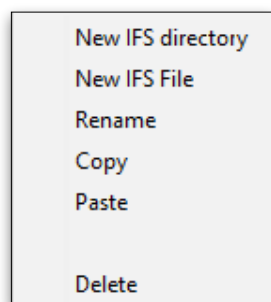 New IFS directory
New IFS File
Rename
Copy
Paste
Delete